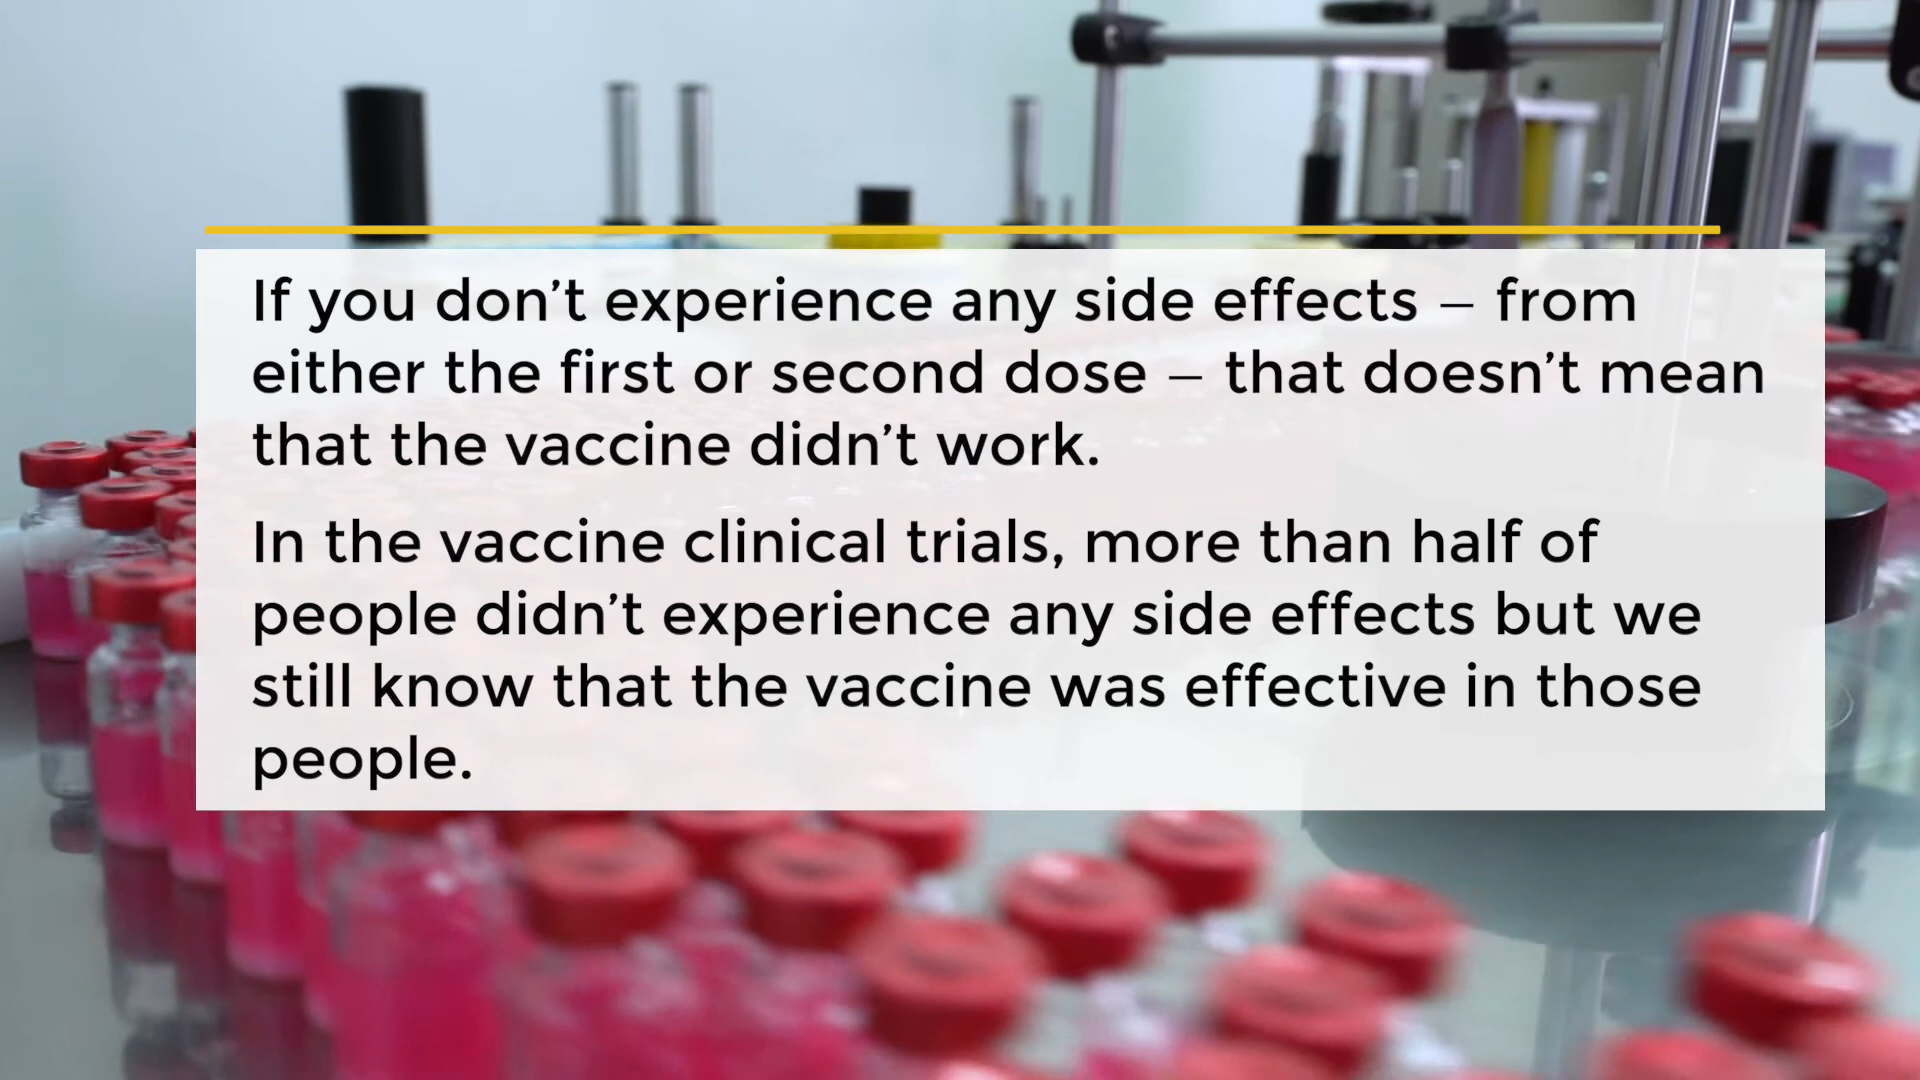 If you don’t experience any side effects – from
either the first or second dose – that doesn’t mean
that the vaccine didn’t work.
In the vaccine clinical trials, more than half of
people didn’t experience any side effects but we
still know that the vaccine was effective in those
people.